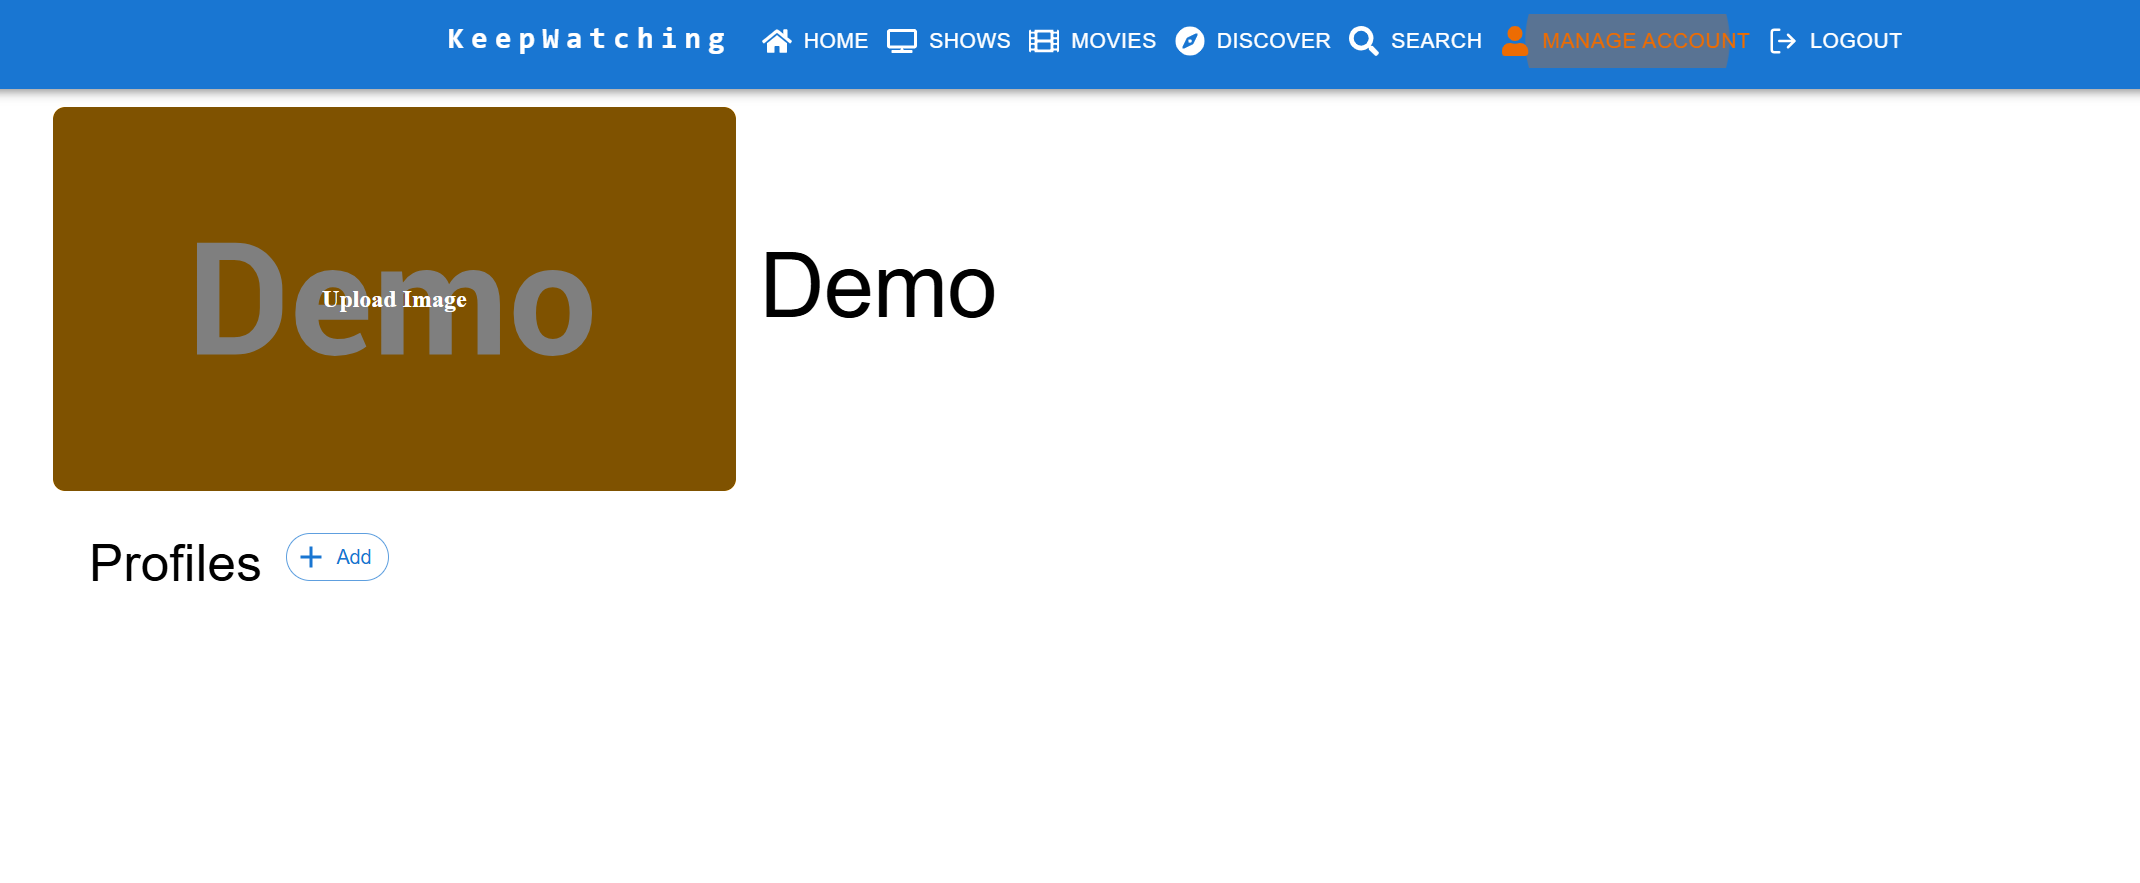 KeepWatching HOME SHOWS MOVIES DISCOVER SEARCH MANAGE ACCOUNT LOGOUT
Demo
Upload Image
Demo
Profiles Add